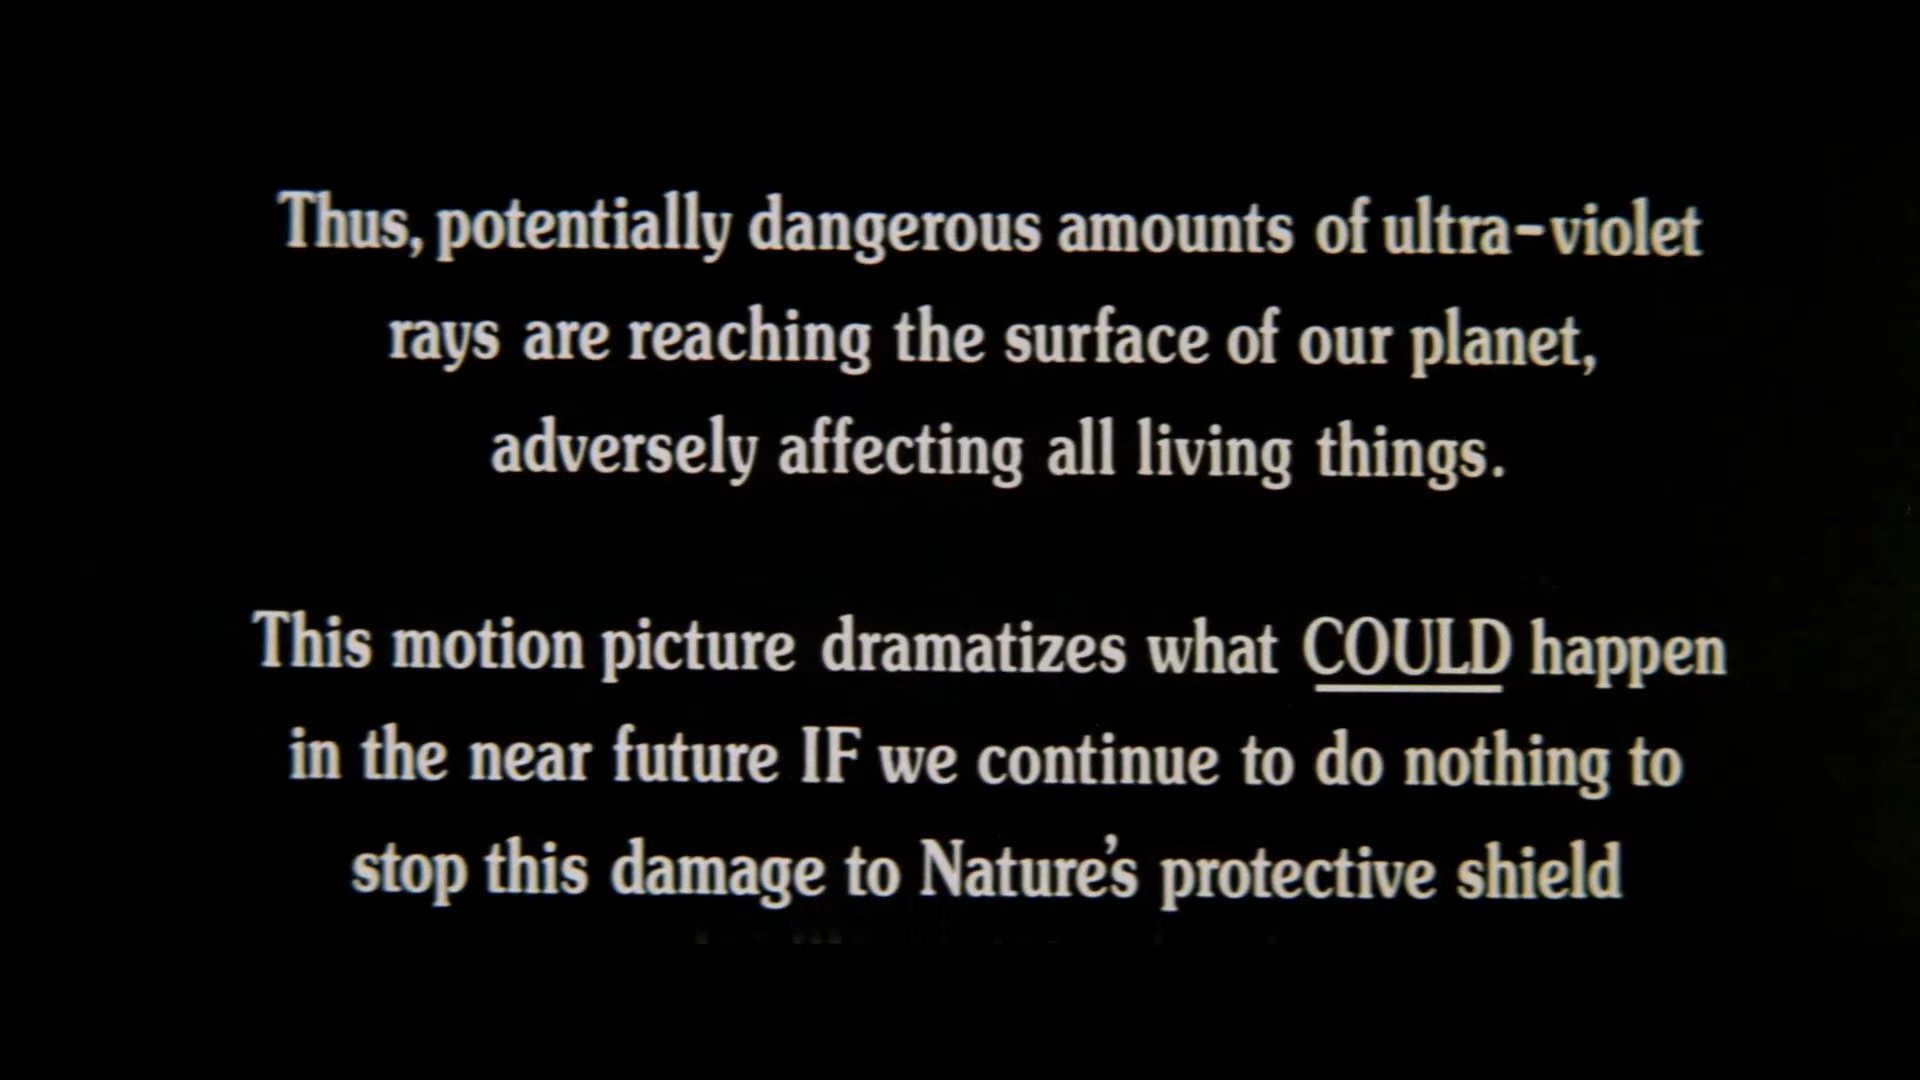 Thus, potentially dangerous amounts of ultra-violet
rays are reaching the surface of our planet,
adversely affecting all living things.
This motion picture dramatizes what COULD happen
in the near future IF we continue to do nothing to
stop this damage to Nature's protective shield